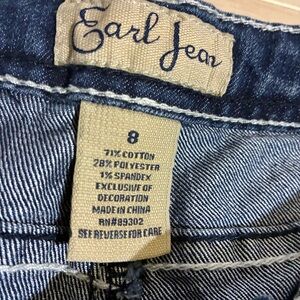 Earl Jean
8
71% COTTON
28% POLYESTER
1% SPANDEX
EXCLUSIVE OF
DECORATION
MADE IN CHINA
RN#89302
SEE REVERSE FOR CARE